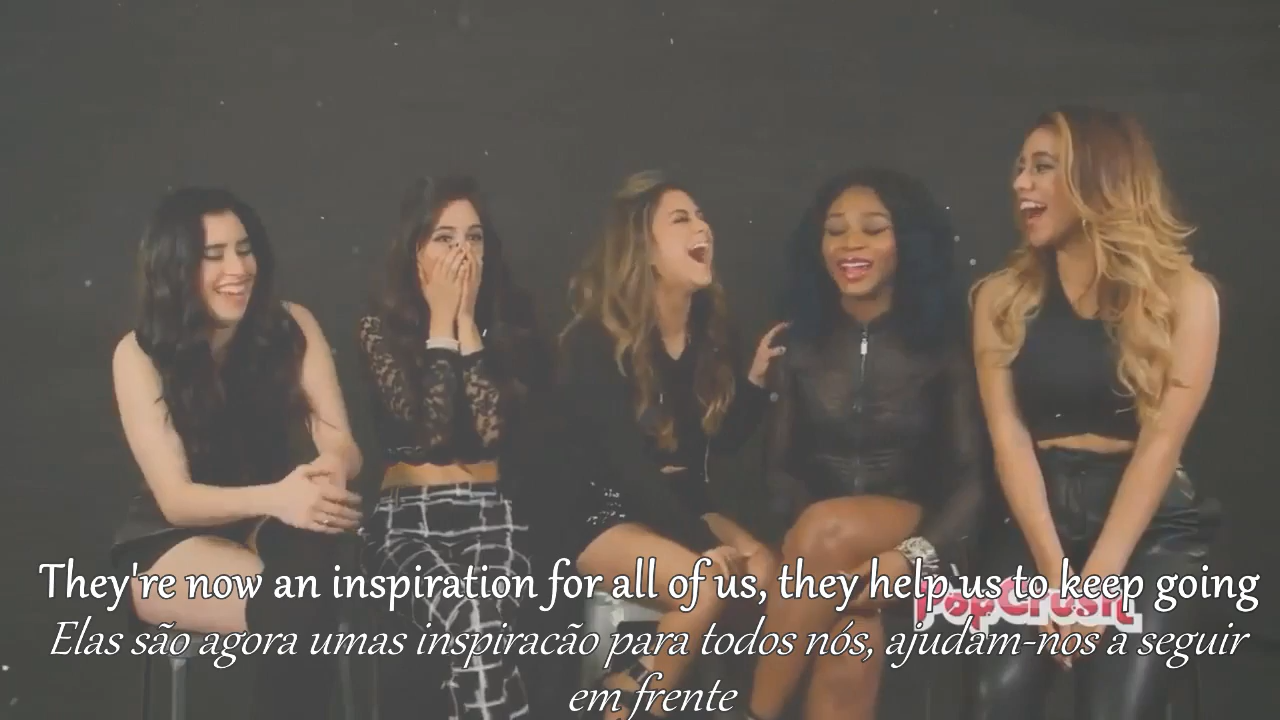 They're now an inspiration for all of us, they help us to keep going
PopCrush
Elas são agora umas inspiracão para todos nós, ajudam-nos a seguir
em frente